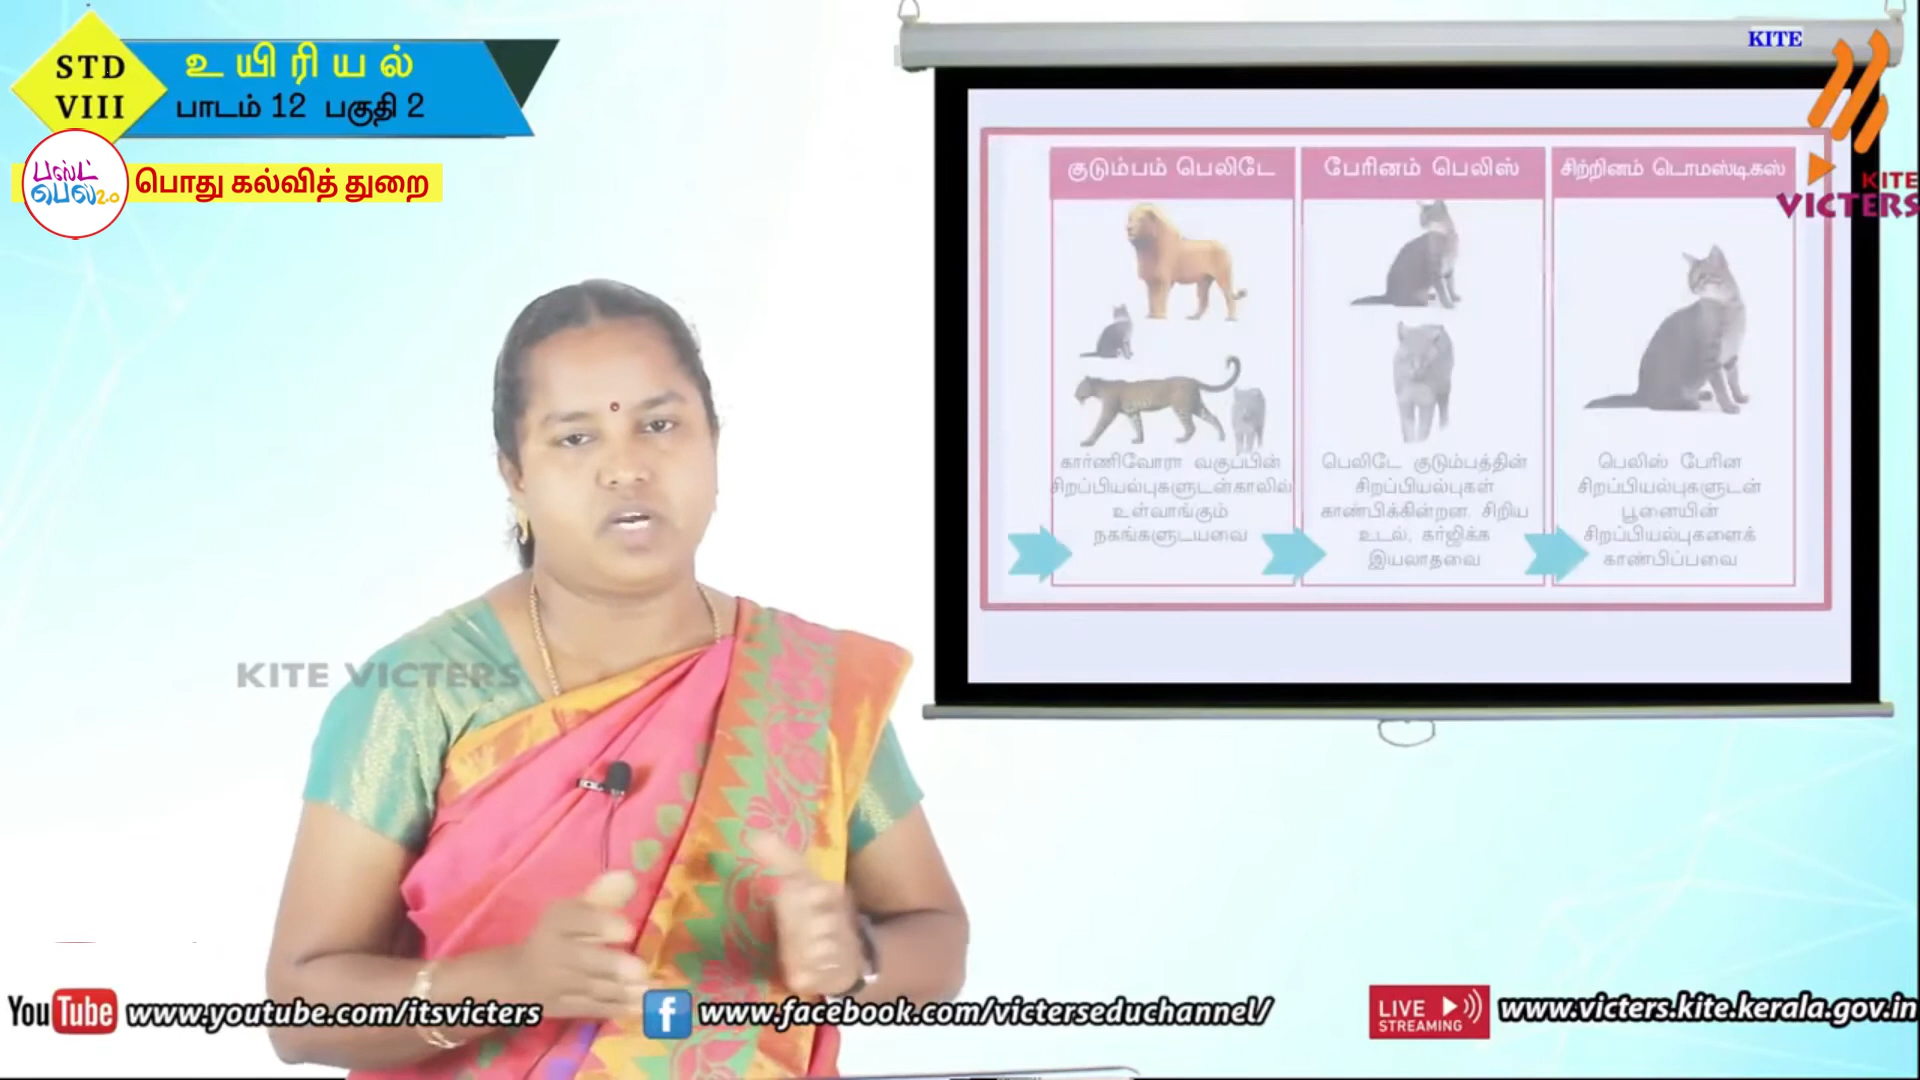 STD
VIII
உயிரியல்
பாடம் 12 பகுதி 2
பஸ்ட்
பெல் 2.0
பொது கல்வித் துறை
KITE
KITE
VICTERS
குடும்பம் பெலிடே
கார்ணிவோரா வகுப்பின்
சிறப்பியல்புகளுடன்காலில்
உள்வாங்கும்
நகங்களுடயவை
பேரினம் பெலிஸ்
பெலிடே குடும்பத்தின்
சிறப்பியல்புகள்
காண்பிக்கின்றன. சிறிய
உடல், கர்ஜிக்க
இயலாதவை
சிற்றினம் டொமஸ்டிகஸ்
பெலிஸ் பேரின
சிறப்பியல்புகளுடன்
பூனையின்
சிறப்பியல்புகளைக்
காண்பிப்பவை
KITE VICTERS
YouTube www.youtube.com/itsvicters
f www.facebook.com/victerseduchannel/
LIVE
STREAMING
www.victers.kite.kerala.gov.in